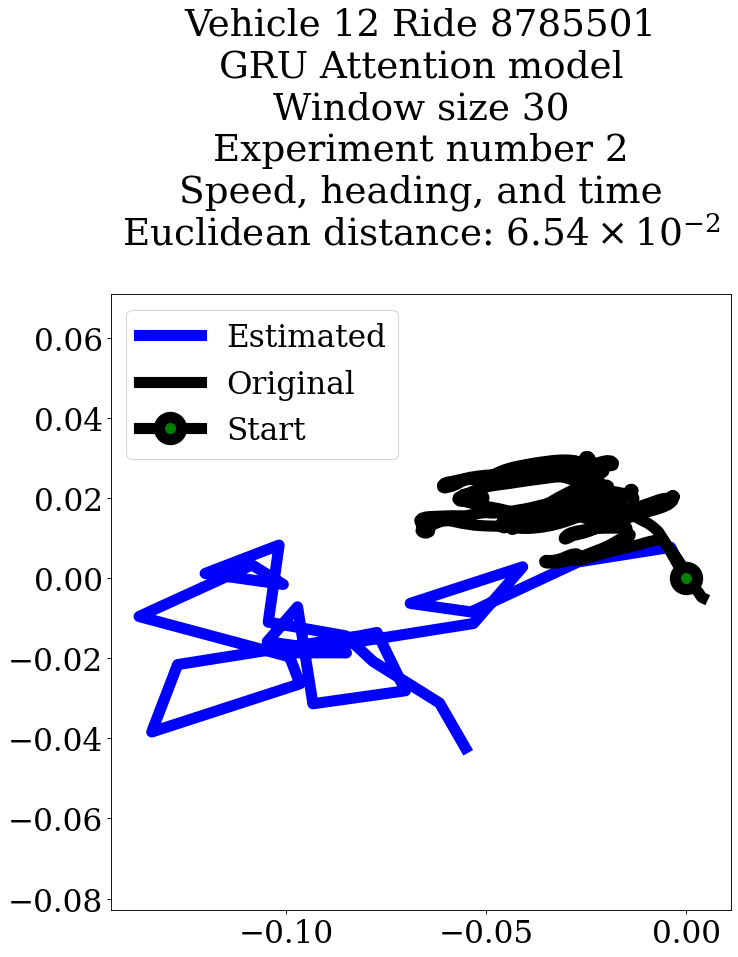 Vehicle 12 Ride 8785501
GRU Attention model
Window size 30
Experiment number 2
Speed, heading, and time
Euclidean distance: 6.54 × 10⁻²
Estimated
Original
Start
0.06
0.04
0.02
0.00
−0.02
−0.04
−0.06
−0.08
−0.10
−0.05
0.00